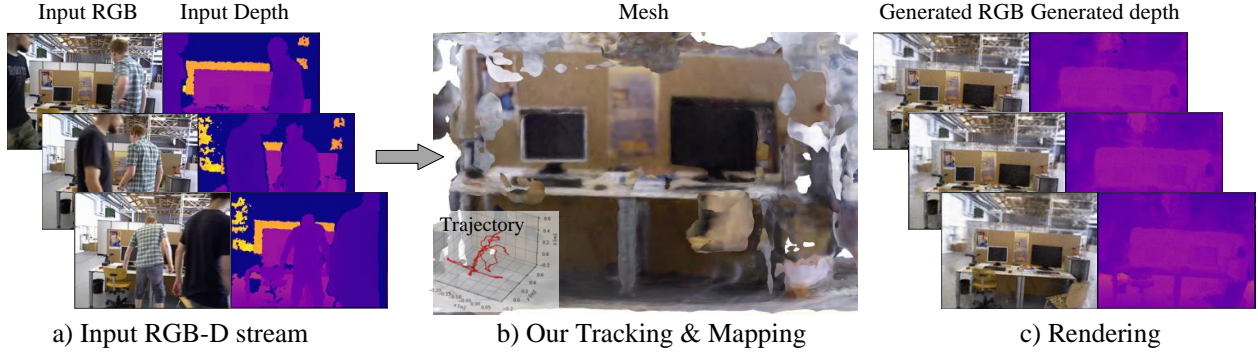 Input RGB Input Depth
Mesh
Generated RGB Generated depth
Trajectory
a) Input RGB-D stream
b) Our Tracking & Mapping
c) Rendering